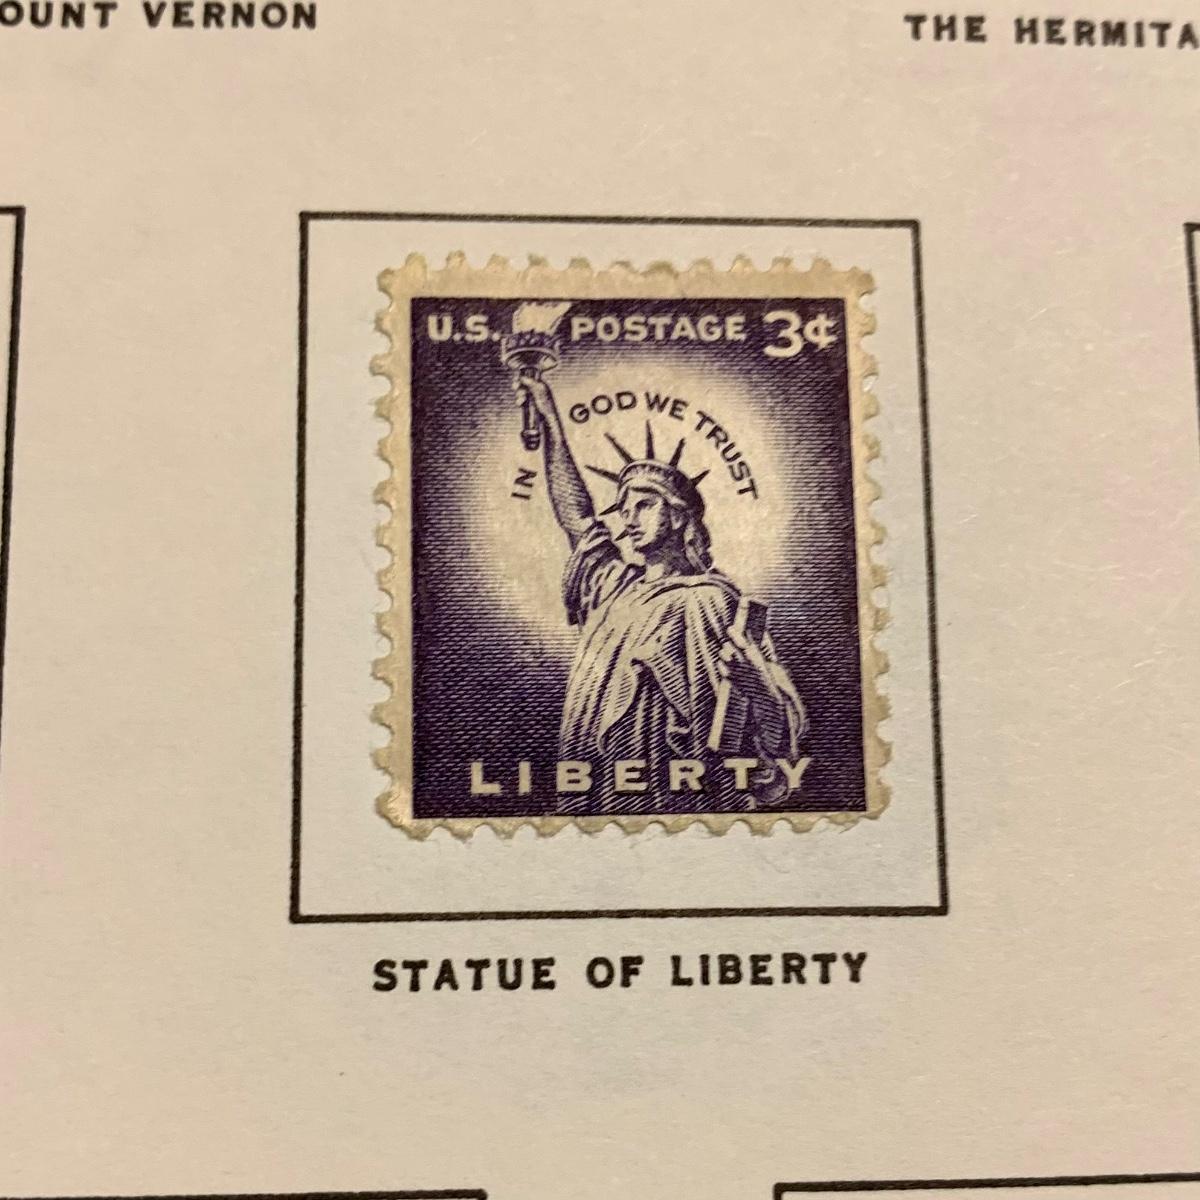 OUNT VERNON
THE HERMITA
U.S. POSTAGE 3¢
IN GOD WE TRUST
LIBERTY
STATUE OF LIBERTY